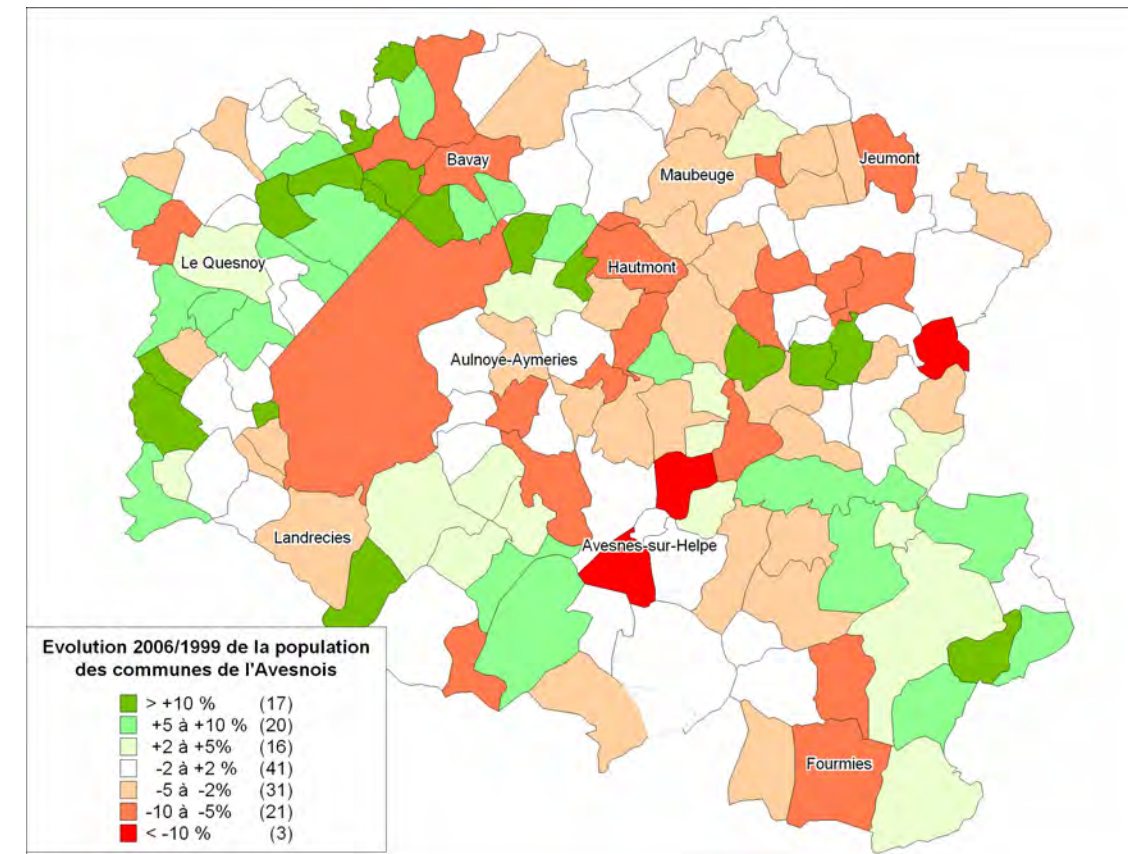 Bavay
Jeumont
Maubeuge
Le Quesnoy
Hautmont
Aulnoye-Aymeries
Landrecies
Avesnes-sur-Helpe
Fourmies
Evolution 2006/1999 de la population
des communes de l'Avesnois
> +10 % (17)
+5 à +10 % (20)
+2 à +5% (16)
-2 à +2 % (41)
-5 à -2% (31)
-10 à -5% (21)
< -10 % (3)